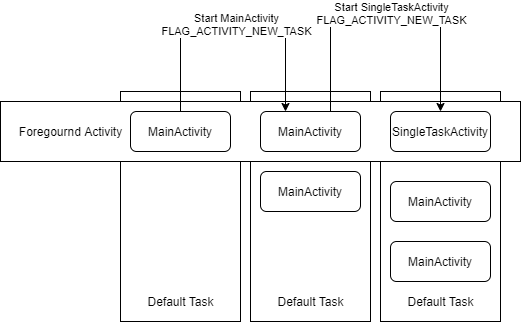 Start MainActivity
FLAG_ACTIVITY_NEW_TASK
Start SingleTaskActivity
FLAG_ACTIVITY_NEW_TASK
Foregournd Activity
MainActivity
MainActivity
SingleTaskActivity
MainActivity
MainActivity
MainActivity
Default Task
Default Task
Default Task